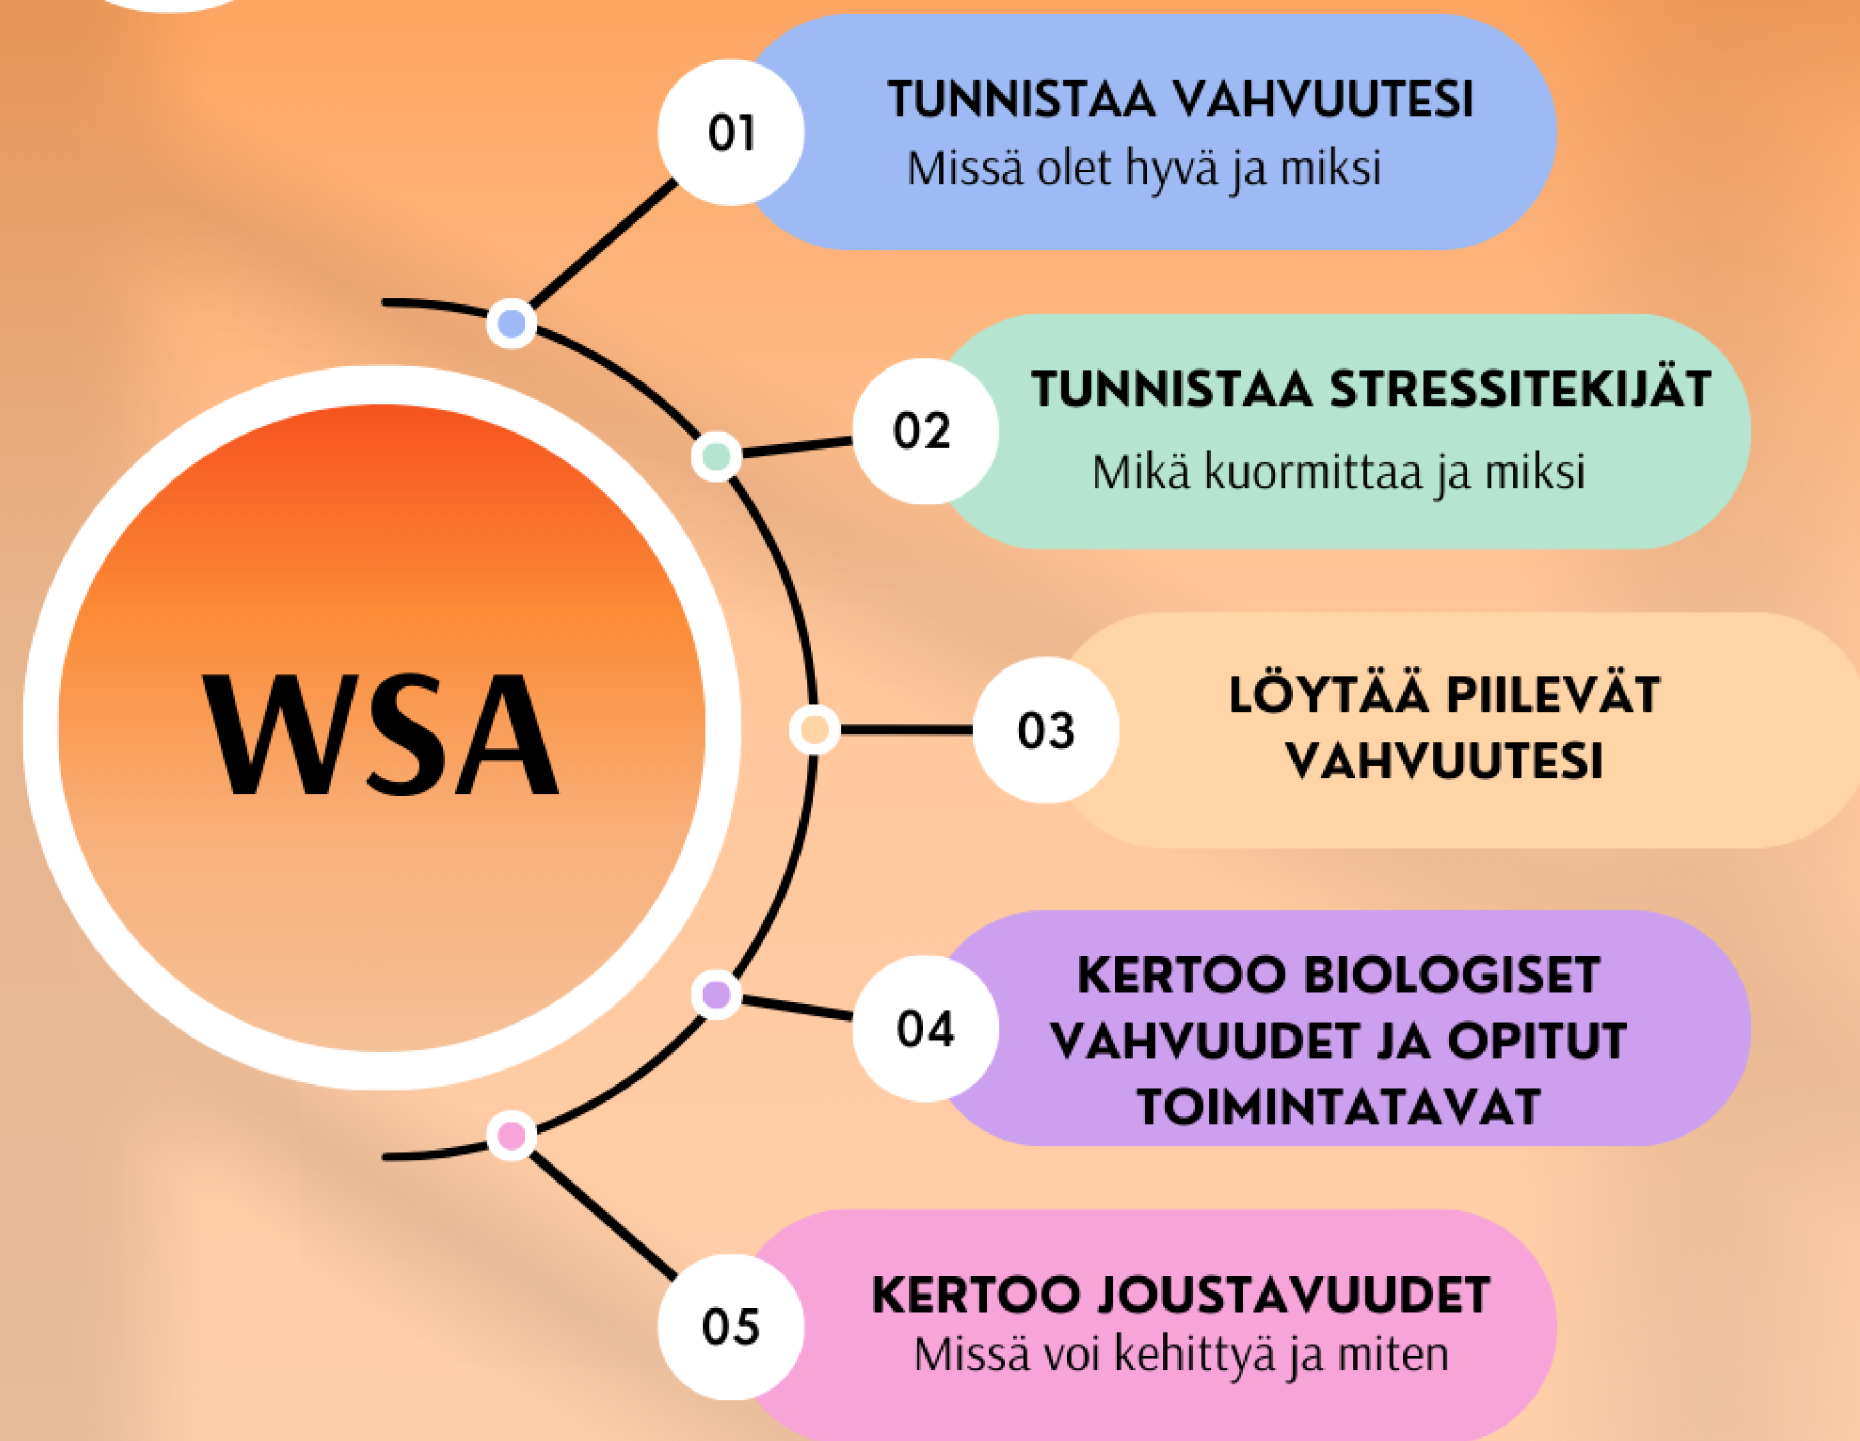 01
TUNNISTAA VAHVUUTESI
Missä olet hyvä ja miksi
02
TUNNISTAA STRESSITEKIJÄT
Mikä kuormittaa ja miksi
WSA
03
LÖYTÄÄ PIILEVÄT
VAHVUUTESI
04
KERTOO BIOLOGISET
VAHVUUDET JA OPITUT
TOIMINTATAVAT
05
KERTOO JOUSTAVUUDET
Missä voi kehittyä ja miten